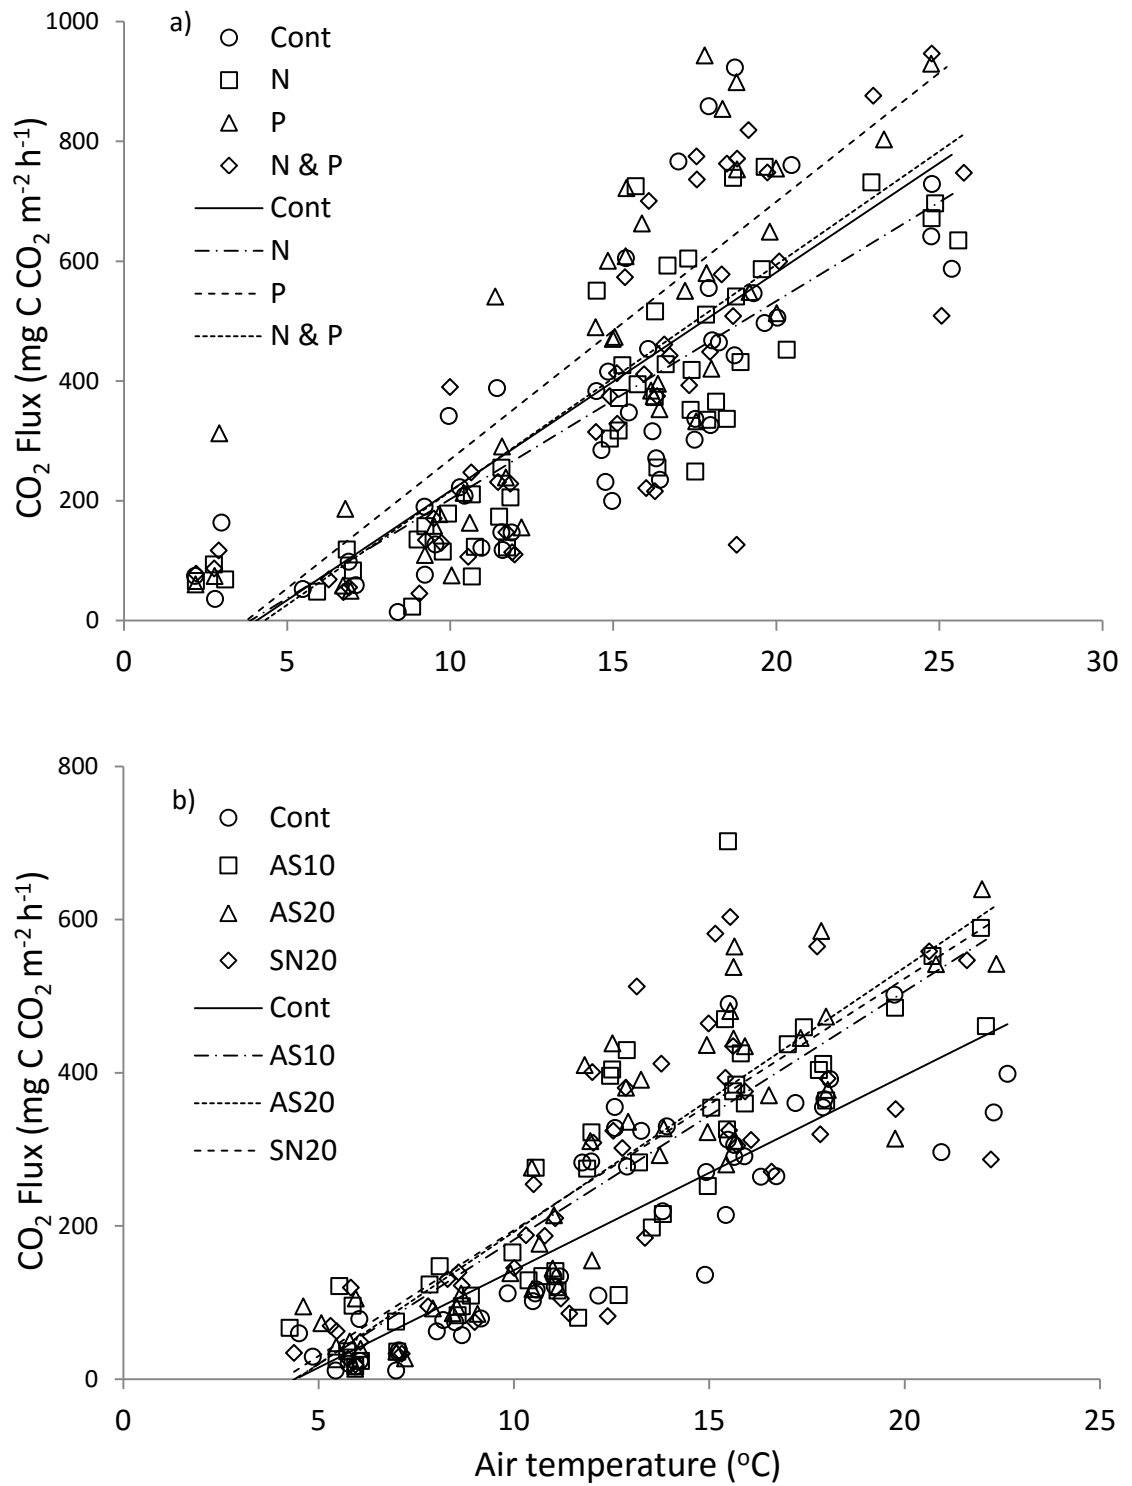 a)
Cont
N
P
N & P
Cont
N
P
N & P
CO₂ Flux (mg C CO₂ m⁻² h⁻¹)
1000
800
600
400
200
0
0 5 10 15 20 25 30
b)
Cont
AS10
AS20
SN20
Cont
AS10
AS20
SN20
CO₂ Flux (mg C CO₂ m⁻² h⁻¹)
800
600
400
200
0
0 5 10 15 20 25
Air temperature (ᵒC)